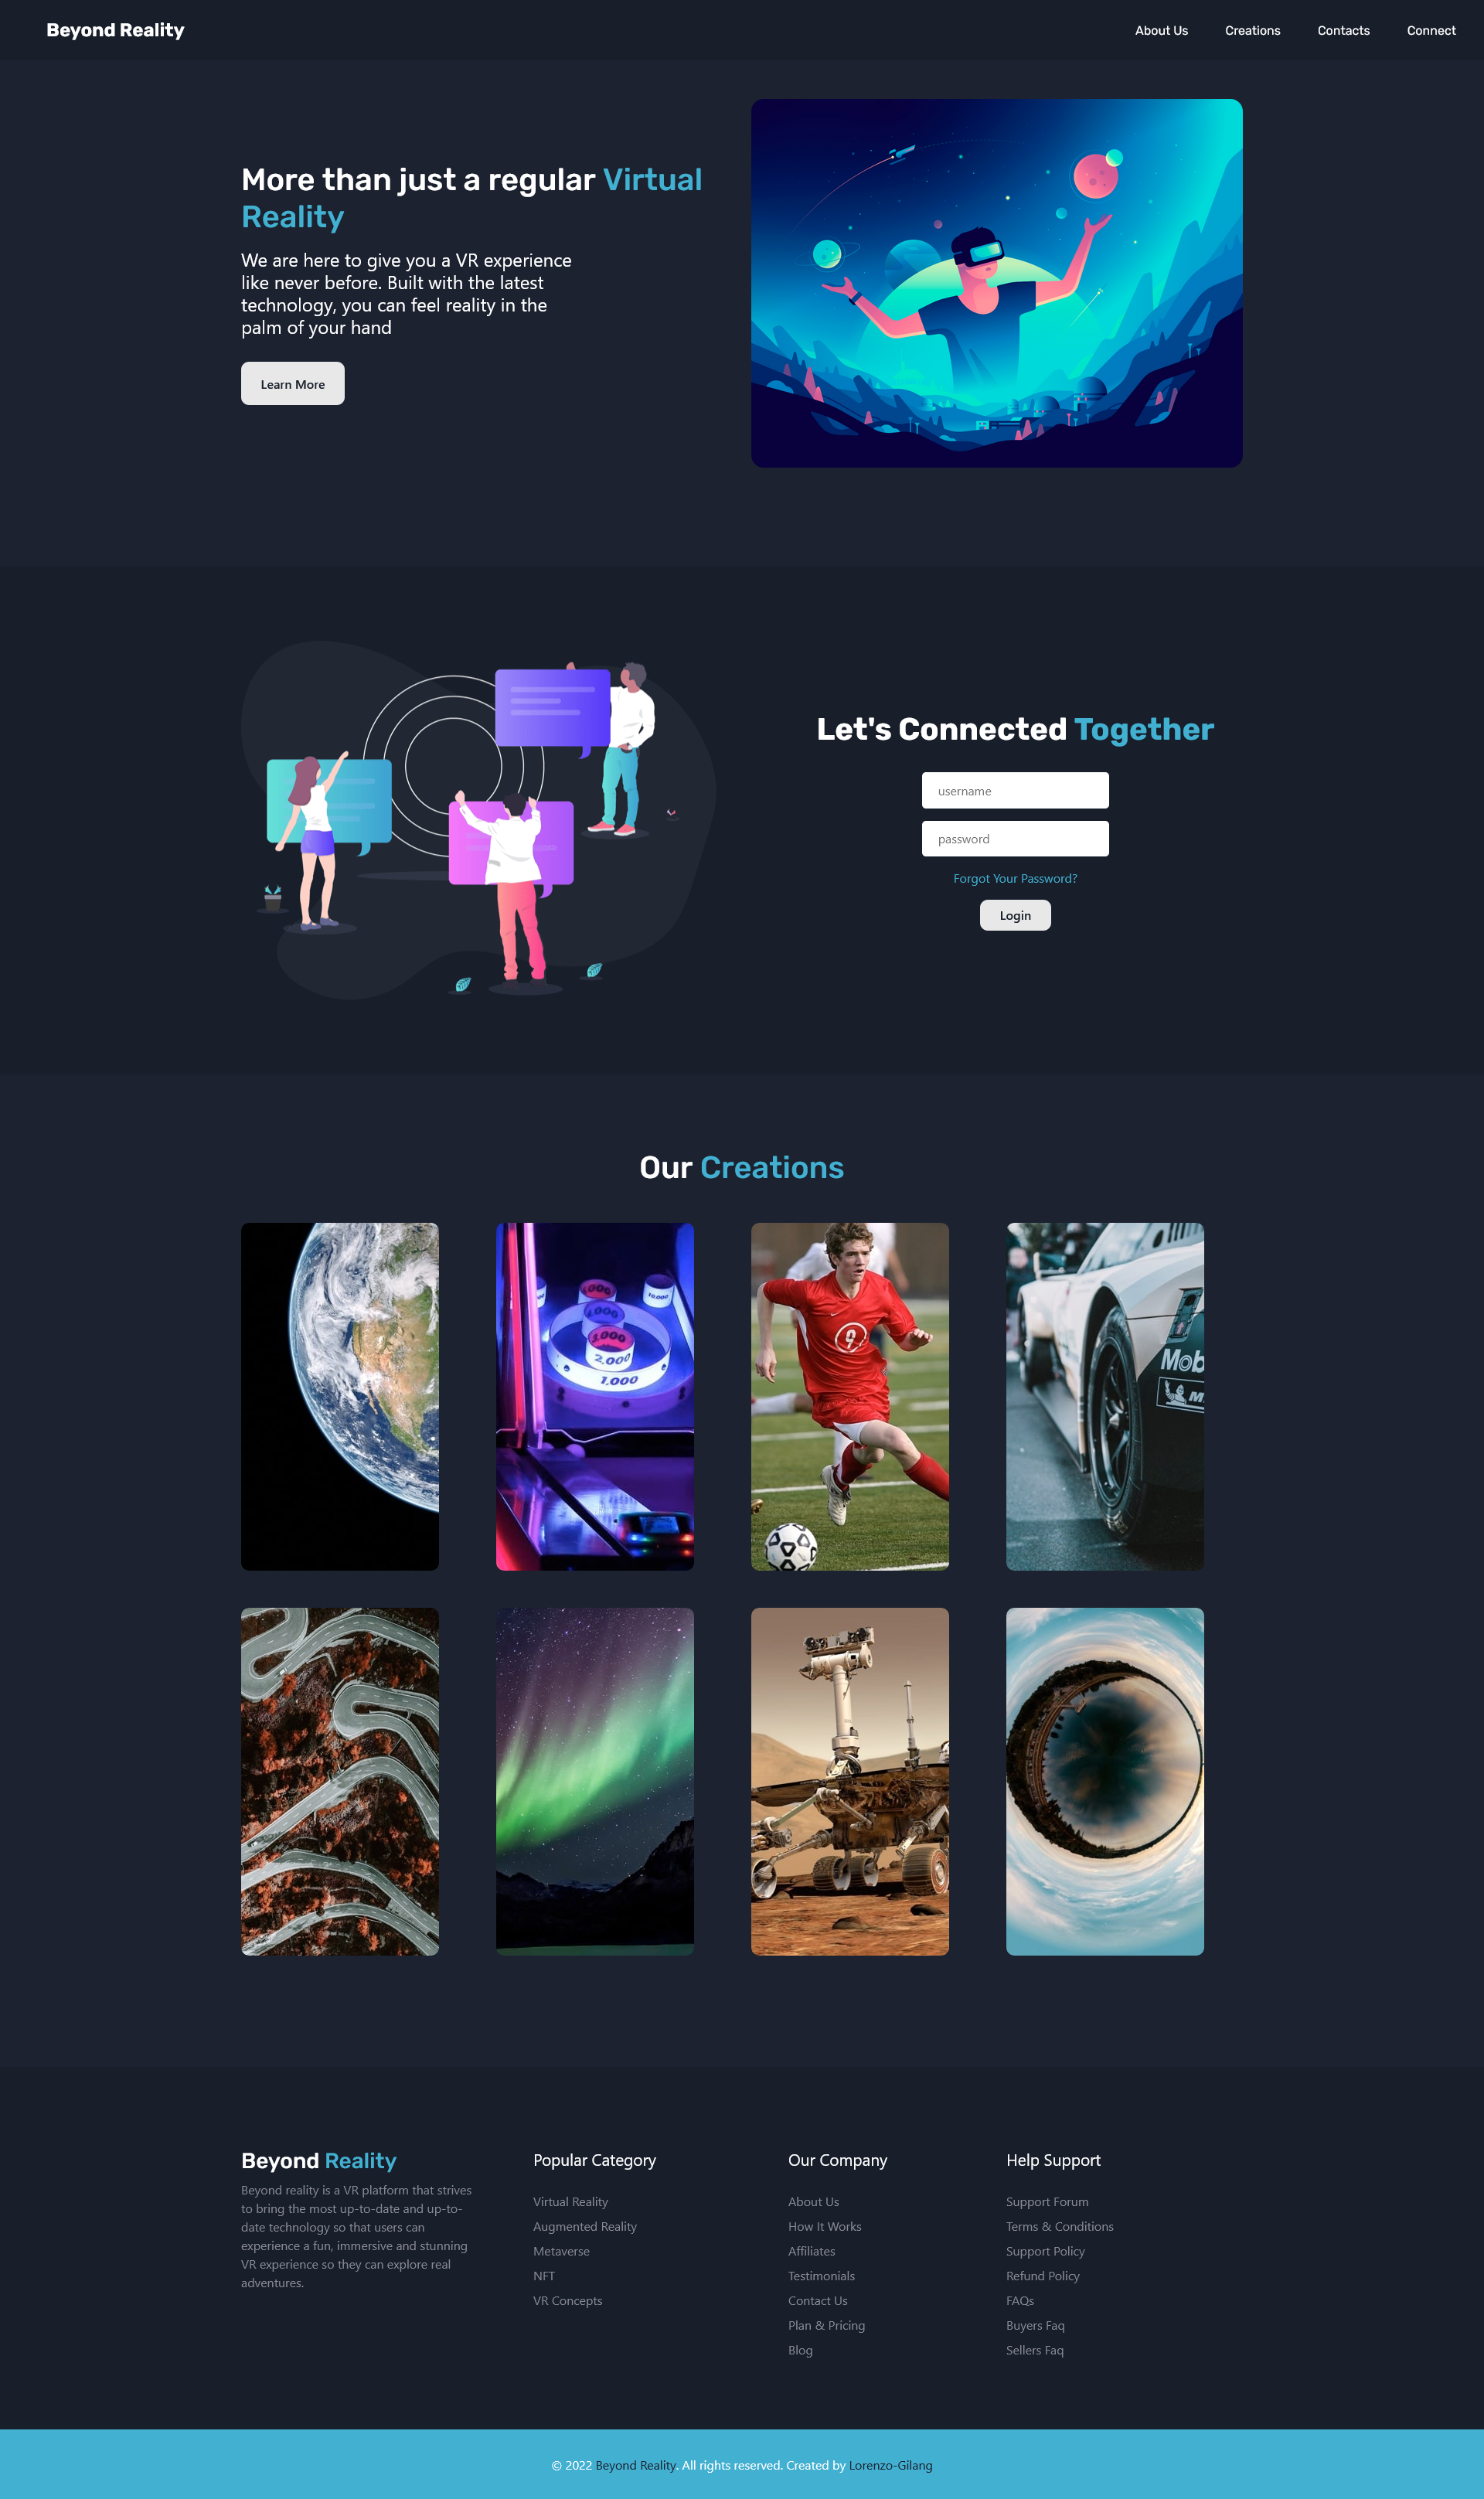 Beyond Reality
About Us
Creations
Contacts
Connect
More than just a regular Virtual
Reality
We are here to give you a VR experience
like never before. Built with the latest
technology, you can feel reality in the
palm of your hand
Learn More
Let's Connected Together
username
password
Forgot Your Password?
Login
Our Creations
10,000
2,000
1,000
9
Mob
M
Beyond Reality
Beyond reality is a VR platform that strives
to bring the most up-to-date and up-to-
date technology so that users can
experience a fun, immersive and stunning
VR experience so they can explore real
adventures.
Popular Category
Virtual Reality
Augmented Reality
Metaverse
NFT
VR Concepts
Our Company
About Us
How It Works
Affiliates
Testimonials
Contact Us
Plan & Pricing
Blog
Help Support
Support Forum
Terms & Conditions
Support Policy
Refund Policy
FAQs
Buyers Faq
Sellers Faq
© 2022 Beyond Reality. All rights reserved. Created by Lorenzo-Gilang